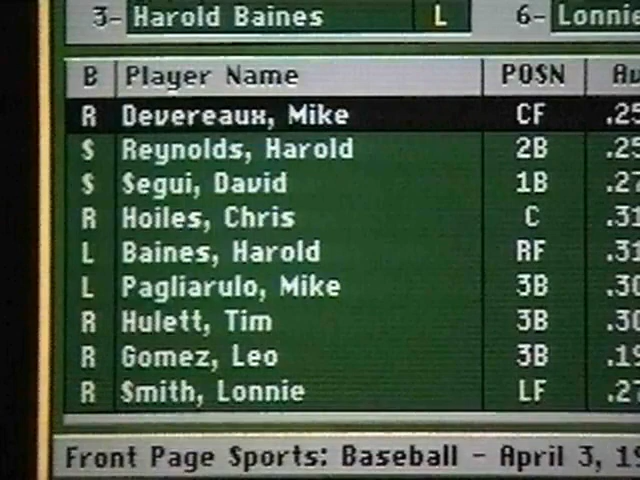 3- Harold Baines L 6- Lonnie
B Player Name POSN Av
R Devereaux, Mike CF .25
S Reynolds, Harold 2B .25
S Segui, David 1B .27
R Hoiles, Chris C .31
L Baines, Harold RF .31
L Pagliarulo, Mike 3B .30
R Hulett, Tim 3B .30
R Gomez, Leo 3B .19
R Smith, Lonnie LF .27
Front Page Sports: Baseball - April 3, 19